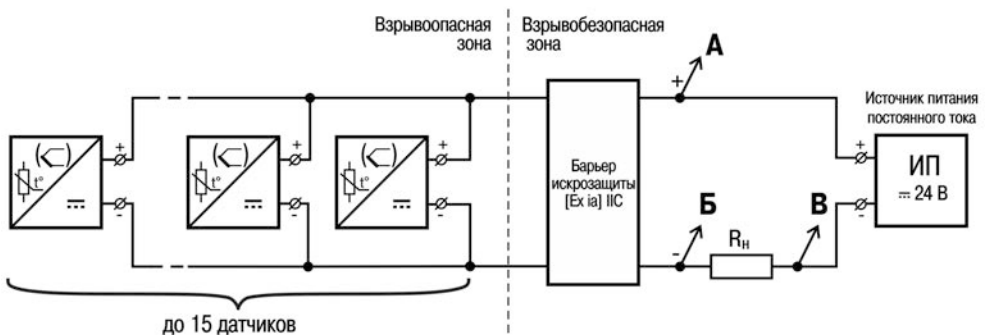 Взрывоопасная
зона
Взрывобезопасная
зона
А
+
Источник питания
постоянного тока
+
+
+
+
t°
t°
t°
Барьер
искрозащиты
[Ex ia] IIC
ИП
24 В
-
-
-
-
Б
-
Rн
В
до 15 датчиков